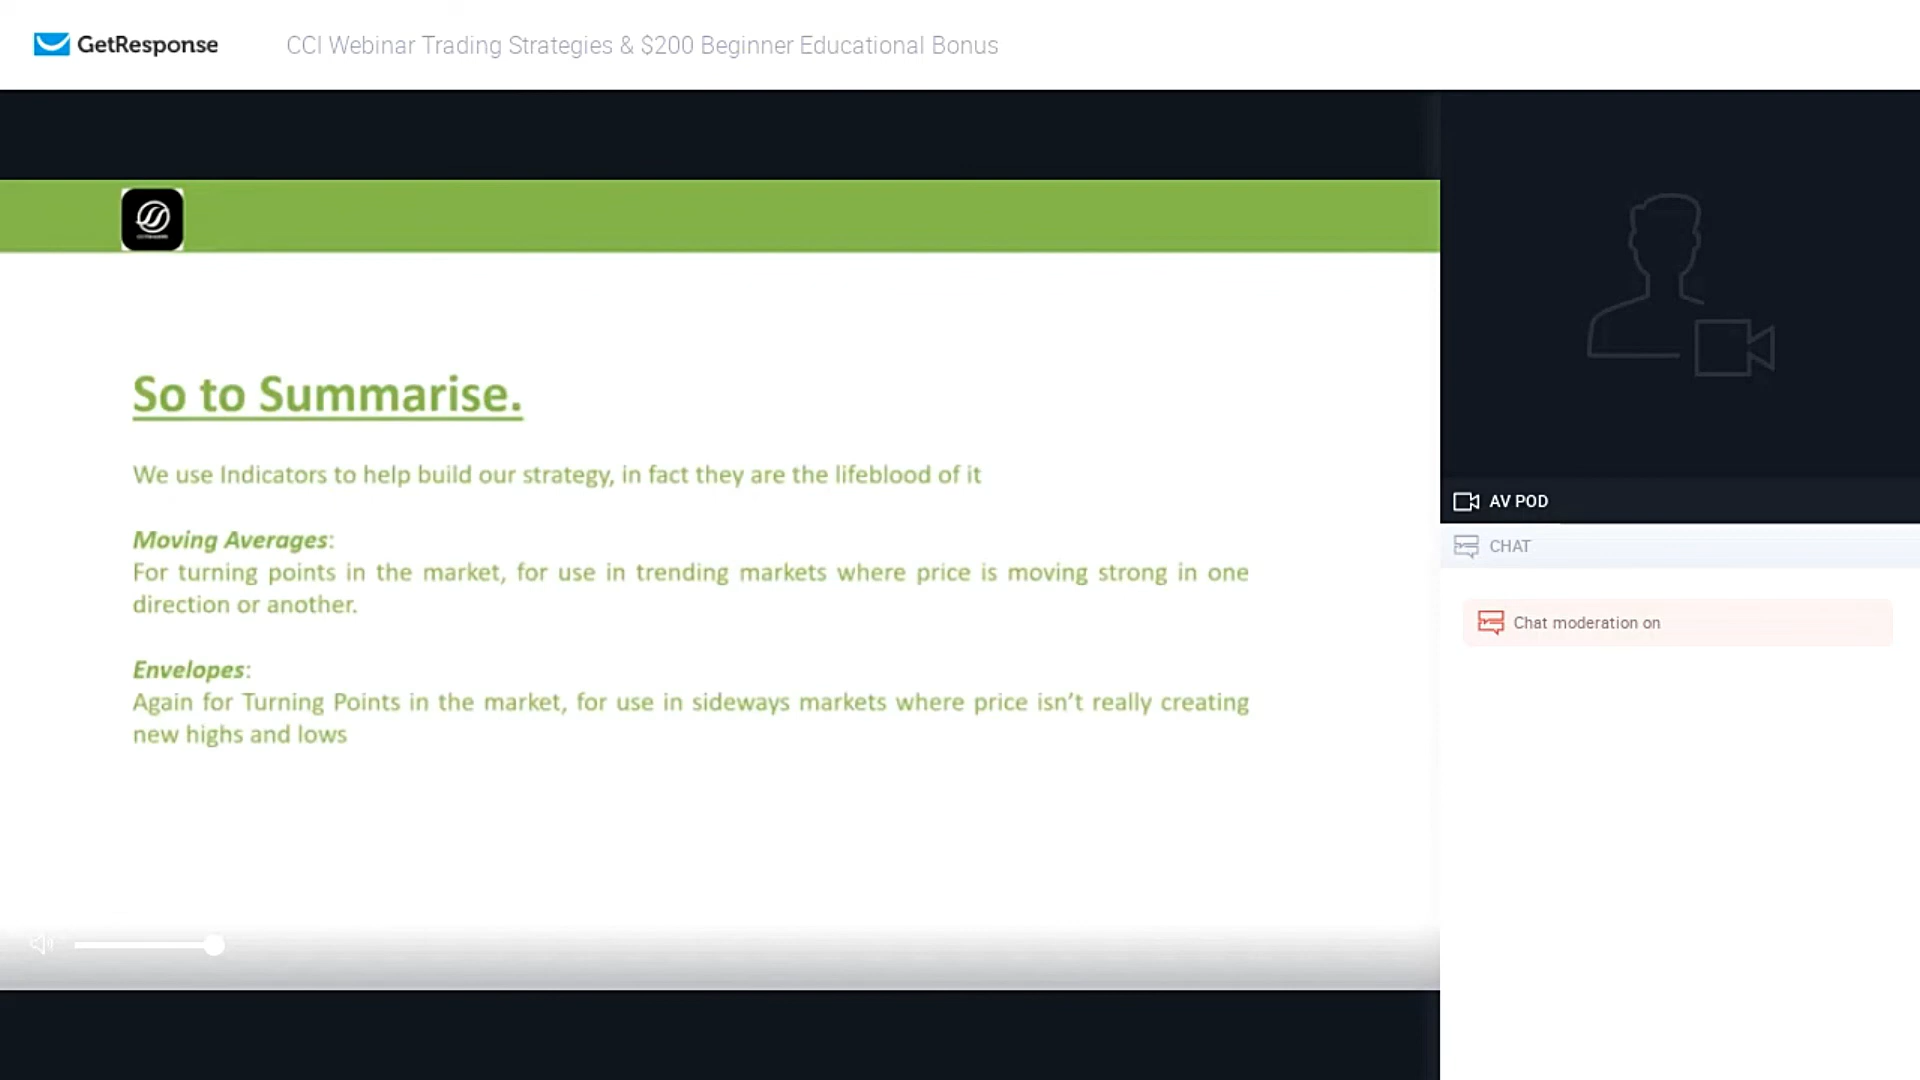 GetResponse
CCI Webinar Trading Strategies & $200 Beginner Educational Bonus
So to Summarise.
We use Indicators to help build our strategy, in fact they are the lifeblood of it
Moving Averages:
For turning points in the market, for use in trending markets where price is moving strong in one
direction or another.
Envelopes:
Again for Turning Points in the market, for use in sideways markets where price isn’t really creating
new highs and lows
AV POD
CHAT
Chat moderation on